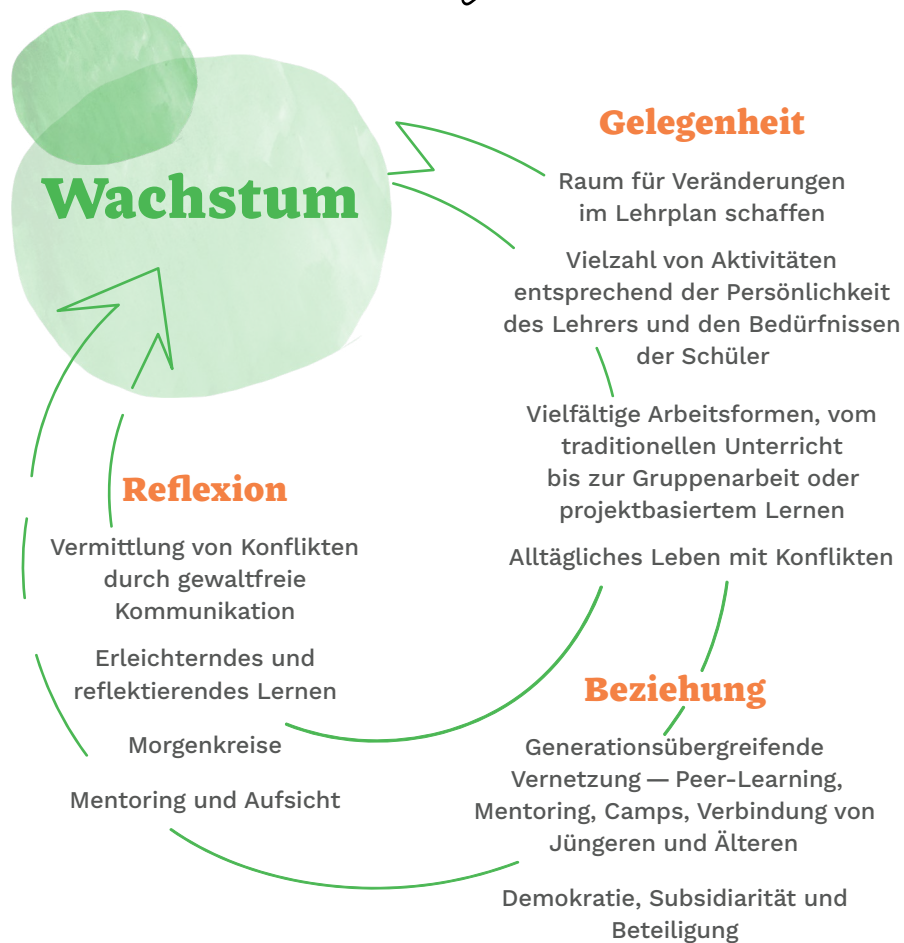 Wachstum
Gelegenheit
Raum für Veränderungen
im Lehrplan schaffen
Vielzahl von Aktivitäten
entsprechend der Persönlichkeit
des Lehrers und den Bedürfnissen
der Schüler
Vielfältige Arbeitsformen, vom
traditionellen Unterricht
bis zur Gruppenarbeit oder
projektbasiertem Lernen
Alltägliches Leben mit Konflikten
Beziehung
Generationsübergreifende
Vernetzung — Peer-Learning,
Mentoring, Camps, Verbindung von
Jüngeren und Älteren
Demokratie, Subsidiarität und
Beteiligung
Reflexion
Vermittlung von Konflikten
durch gewaltfreie
Kommunikation
Erleichterndes und
reflektierendes Lernen
Morgenkreise
Mentoring und Aufsicht